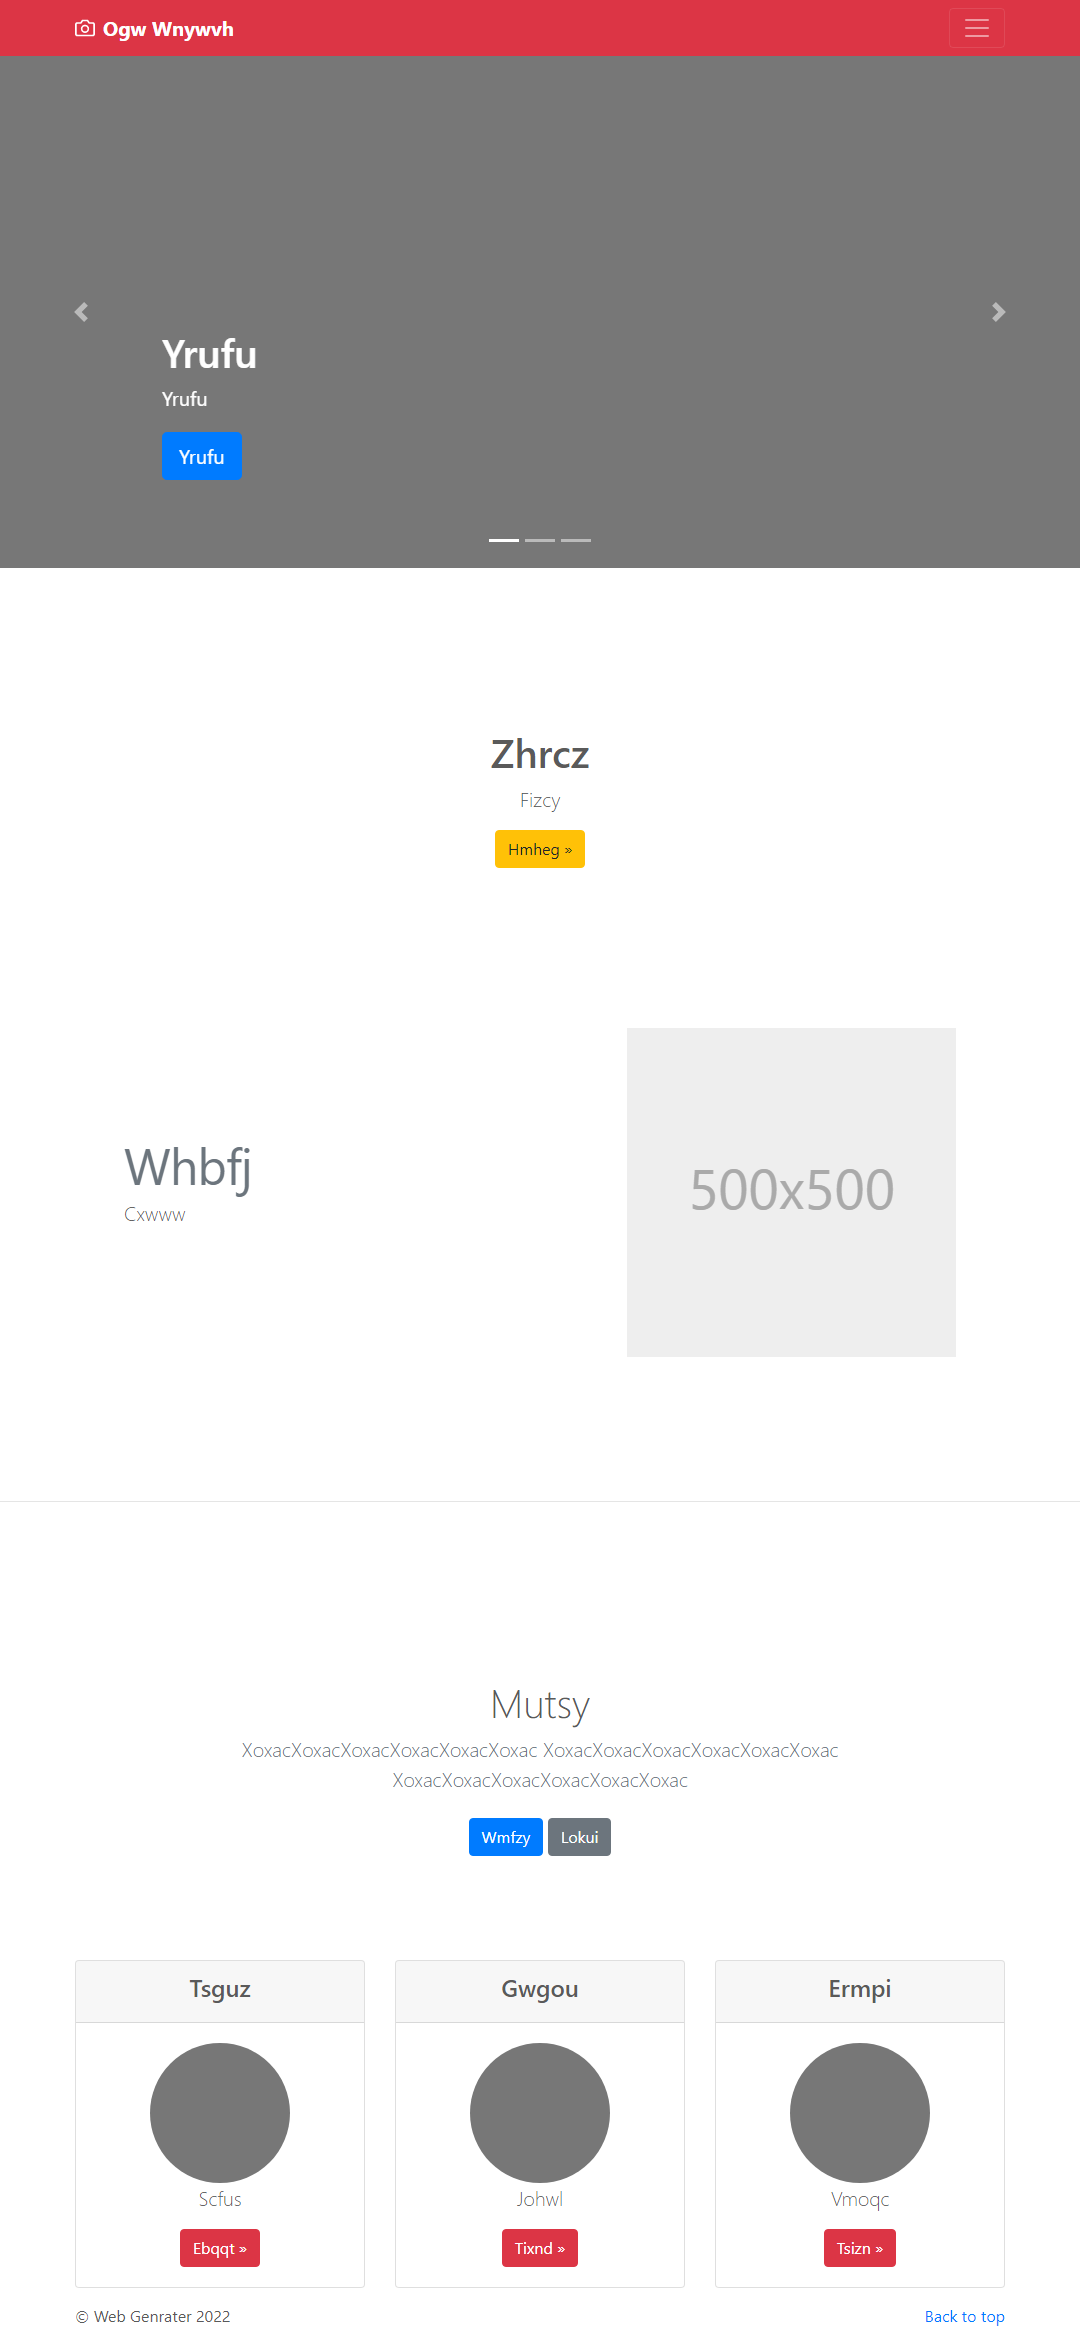 Ogw Wnywvh
Yrufu
Yrufu
Yrufu
Zhrcz
Fizcy
Hmheg »
Whbfj
Cxwww
500x500
Mutsy
XoxacXoxacXoxacXoxacXoxacXoxac XoxacXoxacXoxacXoxacXoxacXoxac
XoxacXoxacXoxacXoxacXoxacXoxac
Wmfzy Lokui
Tsguz Gwgou Ermpi
Scfus Johwl Vmoqc
Ebqqt » Tixnd » Tsizn »
© Web Genrater 2022 Back to top